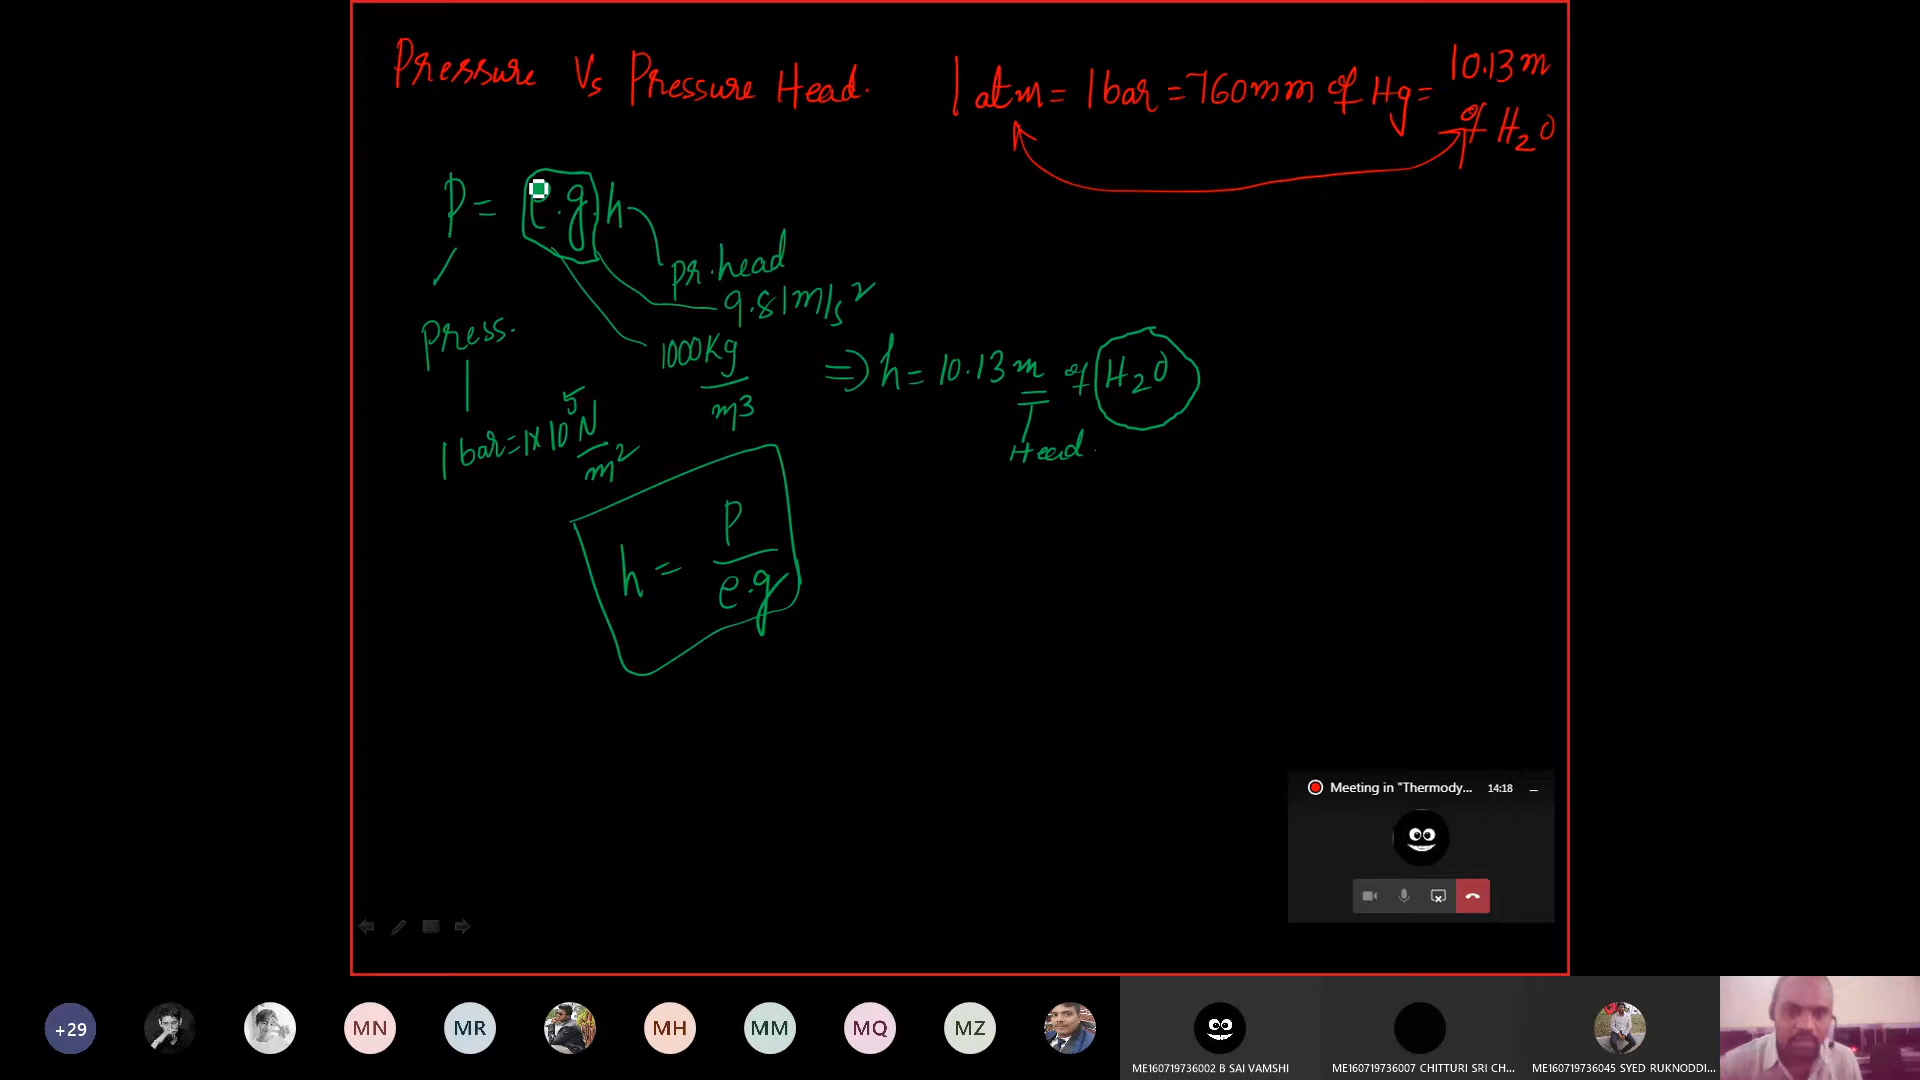 Pressure Vs Pressure Head.
1 atm = 1 bar = 760 mm of Hg = 10.13 m of H2O
P = ρ.g.h
pr. head
9.81 m/s²
press.
1000 Kg/m3
⇒ h = 10.13 m of H2O
Head.
1 bar = 1 x 10⁵ N/m²
h = P/ρ.g
Meeting in "Thermody... 14:18
+29
MN
MR
MH
MM
MQ
MZ
ME160719736002 B SAI VAMSHI
ME160719736007 CHITTURI SRI CH...
ME160719736045 SYED RUKNODDI...